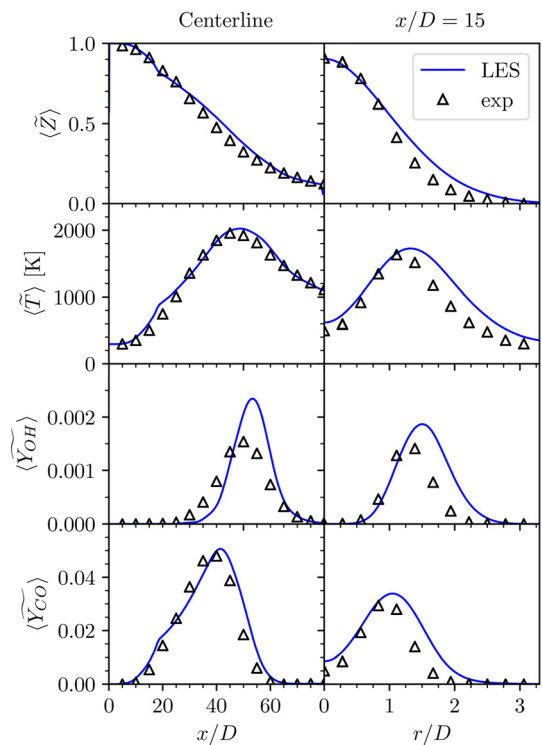 Centerline
x/D = 15
1.0
0.5
0.0
⟨Z̃⟩
LES
exp
2000
1000
0
⟨T̃⟩ [K]
0.002
0.001
0.000
⟨Ỹ_OH⟩
0.04
0.02
0.00
⟨Ỹ_CO⟩
0 20 40 60
0 1 2 3
x/D
r/D